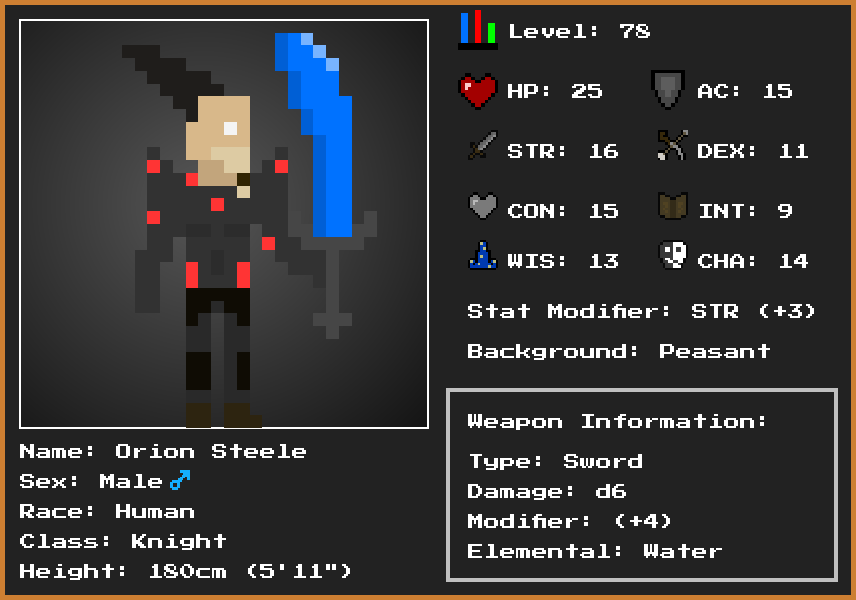 Level: 78
HP: 25 AC: 15
STR: 16 DEX: 11
CON: 15 INT: 9
WIS: 13 CHA: 14
Stat Modifier: STR (+3)
Background: Peasant
Weapon Information:
Type: Sword
Damage: d6
Modifier: (+4)
Elemental: Water
Name: Orion Steele
Sex: Male ♂
Race: Human
Class: Knight
Height: 180cm (5'11")